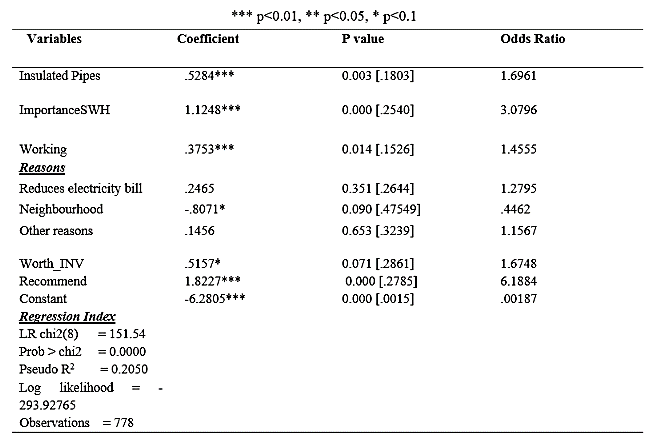 *** p<0.01, ** p<0.05, * p<0.1
Variables Coefficient P value Odds Ratio
Insulated Pipes .5284*** 0.003 [.1803] 1.6961
ImportanceSWH 1.1248*** 0.000 [.2540] 3.0796
Working .3753*** 0.014 [.1526] 1.4555
Reasons
Reduces electricity bill .2465 0.351 [.2644] 1.2795
Neighbourhood -.8071* 0.090 [.47549] .4462
Other reasons .1456 0.653 [.3239] 1.1567
Worth_INV .5157* 0.071 [.2861] 1.6748
Recommend 1.8227*** 0.000 [.2785] 6.1884
Constant -6.2805*** 0.000 [.0015] .00187
Regression Index
LR chi2(8) = 151.54
Prob > chi2 = 0.0000
Pseudo R² = 0.2050
Log likelihood = -
293.92765
Observations = 778